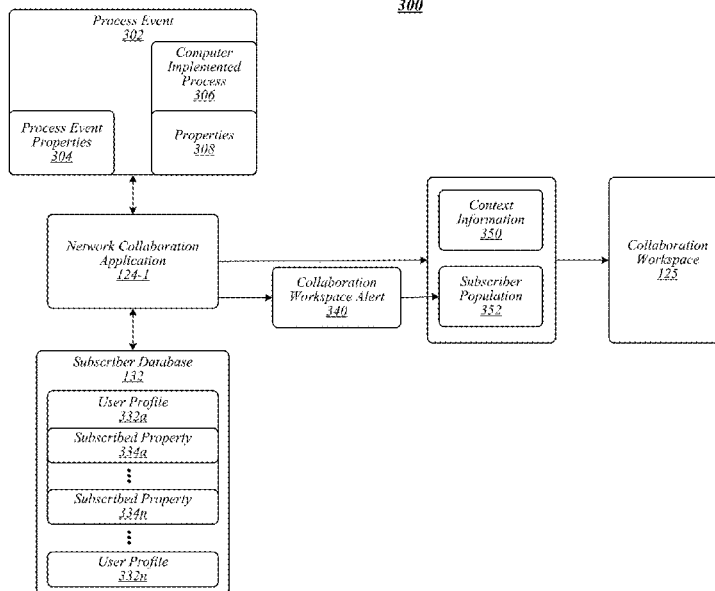 300
Process Event
302
Computer
Implemented
Process
306
Process Event
Properties
304
Properties
308
Network Collaboration
Application
124-1
Collaboration
Workspace Alert
340
Context
Information
350
Subscriber
Population
352
Collaboration
Workspace
125
Subscriber Database
132
User Profile
332a
Subscribed Property
334a
Subscribed Property
334n
User Profile
332n